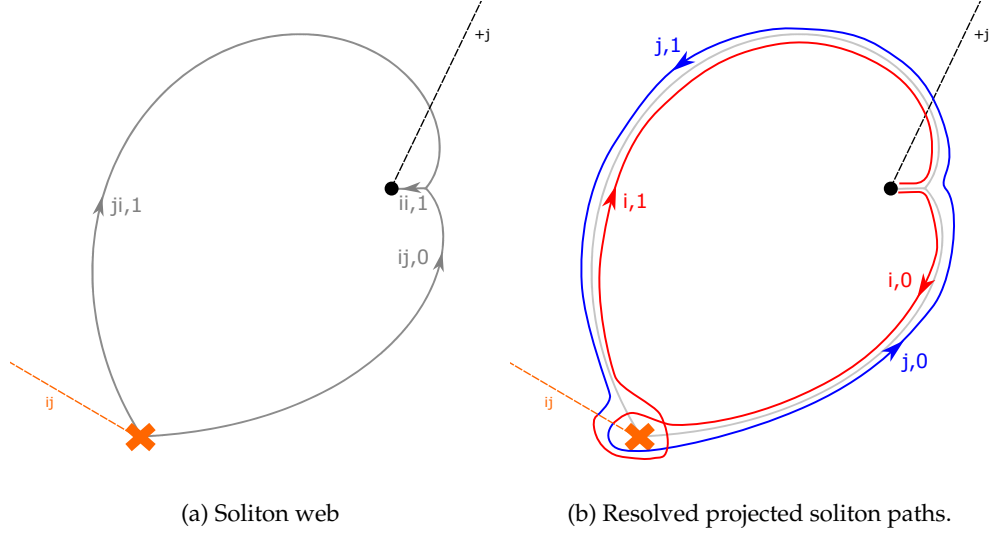 +j
+j
j,1
ji,1
ii,1
i,1
ij,0
i,0
j,0
ij
ij
(a) Soliton web
(b) Resolved projected soliton paths.